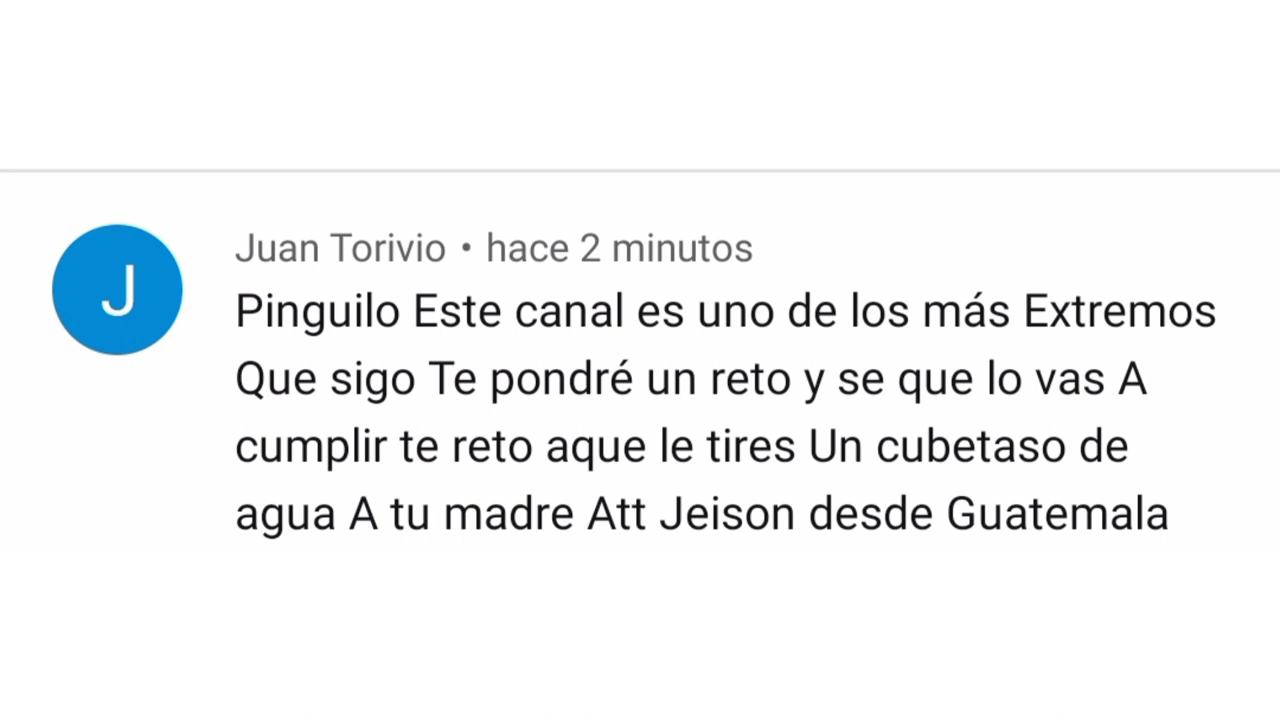 J
Juan Torivio • hace 2 minutos
Pinguilo Este canal es uno de los más Extremos
Que sigo Te pondré un reto y se que lo vas A
cumplir te reto aque le tires Un cubetaso de
agua A tu madre Att Jeison desde Guatemala